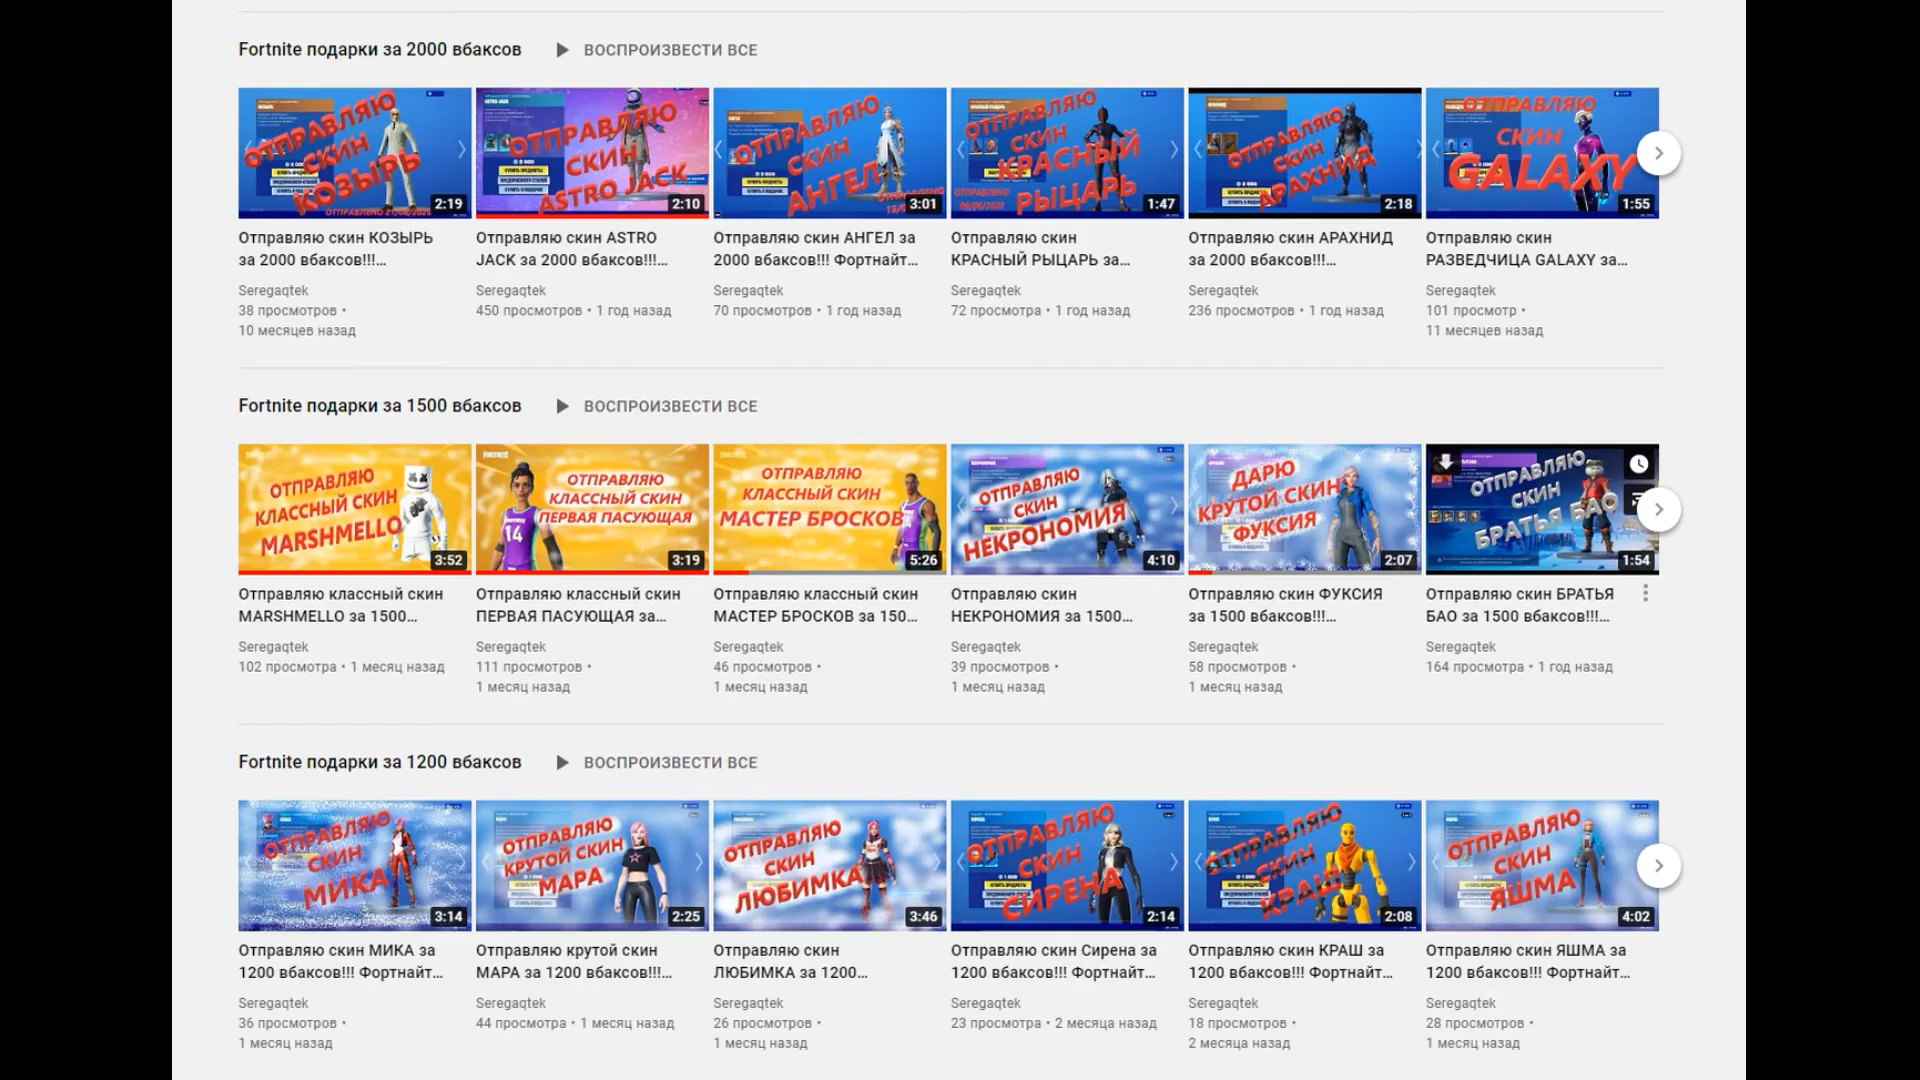 Fortnite подарки за 2000 вбаксов ВОСПРОИЗВЕСТИ ВСЕ
ОТПРАВЛЯЮ
СКИН
КОЗЫРЬ
2:19
ОТПРАВЛЯЮ
СКИН
ASTRO JACK
2:10
ОТПРАВЛЯЮ
СКИН
АНГЕЛ
3:01
ОТПРАВЛЯЮ
СКИН
КРАСНЫЙ
РЫЦАРЬ
1:47
ОТПРАВЛЯЮ
СКИН
АРАХНИД
2:18
ОТПРАВЛЯЮ
СКИН
GALAXY
1:55
Отправляю скин КОЗЫРЬ
за 2000 вбаксов!!!...
Seregaqtek
38 просмотров •
10 месяцев назад
Отправляю скин ASTRO
JACK за 2000 вбаксов!!!...
Seregaqtek
450 просмотров • 1 год назад
Отправляю скин АНГЕЛ за
2000 вбаксов!!! Фортнайт...
Seregaqtek
70 просмотров • 1 год назад
Отправляю скин
КРАСНЫЙ РЫЦАРЬ за...
Seregaqtek
72 просмотра • 1 год назад
Отправляю скин АРАХНИД
за 2000 вбаксов!!!...
Seregaqtek
236 просмотров • 1 год назад
Отправляю скин
РАЗВЕДЧИЦА GALAXY за...
Seregaqtek
101 просмотр •
11 месяцев назад
Fortnite подарки за 1500 вбаксов ВОСПРОИЗВЕСТИ ВСЕ
ОТПРАВЛЯЮ
КЛАССНЫЙ СКИН
MARSHMELLO
3:52
ОТПРАВЛЯЮ
КЛАССНЫЙ СКИН
ПЕРВАЯ ПАСУЮЩАЯ
14
3:19
ОТПРАВЛЯЮ
КЛАССНЫЙ СКИН
МАСТЕР БРОСКОВ
5:26
ОТПРАВЛЯЮ
СКИН
НЕКРОНОМИЯ
4:10
ДАРЮ
КРУТОЙ СКИН
ФУКСИЯ
2:07
ОТПРАВЛЯЮ
СКИН
БРАТЬЯ БАО
1:54
Отправляю классный скин
MARSHMELLO за 1500...
Seregaqtek
102 просмотра • 1 месяц назад
Отправляю классный скин
ПЕРВАЯ ПАСУЮЩАЯ за...
Seregaqtek
111 просмотров •
1 месяц назад
Отправляю классный скин
МАСТЕР БРОСКОВ за 150...
Seregaqtek
46 просмотров •
1 месяц назад
Отправляю скин
НЕКРОНОМИЯ за 1500...
Seregaqtek
39 просмотров •
1 месяц назад
Отправляю скин ФУКСИЯ
за 1500 вбаксов!!!...
Seregaqtek
58 просмотров •
1 месяц назад
Отправляю скин БРАТЬЯ
БАО за 1500 вбаксов!!!...
Seregaqtek
164 просмотра • 1 год назад
Fortnite подарки за 1200 вбаксов ВОСПРОИЗВЕСТИ ВСЕ
ОТПРАВЛЯЮ
СКИН
МИКА
3:14
ОТПРАВЛЯЮ
КРУТОЙ СКИН
МАРА
2:25
ОТПРАВЛЯЮ
СКИН
ЛЮБИМКА
3:46
ОТПРАВЛЯЮ
СКИН
СИРЕНА
2:14
ОТПРАВЛЯЮ
СКИН
КРАШ
2:08
ОТПРАВЛЯЮ
СКИН
ЯШМА
4:02
Отправляю скин МИКА за
1200 вбаксов!!! Фортнайт...
Seregaqtek
36 просмотров •
1 месяц назад
Отправляю крутой скин
МАРА за 1200 вбаксов!!!...
Seregaqtek
44 просмотра • 1 месяц назад
Отправляю скин
ЛЮБИМКА за 1200...
Seregaqtek
26 просмотров •
1 месяц назад
Отправляю скин Сирена за
1200 вбаксов!!! Фортнайт...
Seregaqtek
23 просмотра • 2 месяца назад
Отправляю скин КРАШ за
1200 вбаксов!!! Фортнайт...
Seregaqtek
18 просмотров •
2 месяца назад
Отправляю скин ЯШМА за
1200 вбаксов!!! Фортнайт...
Seregaqtek
28 просмотров •
1 месяц назад